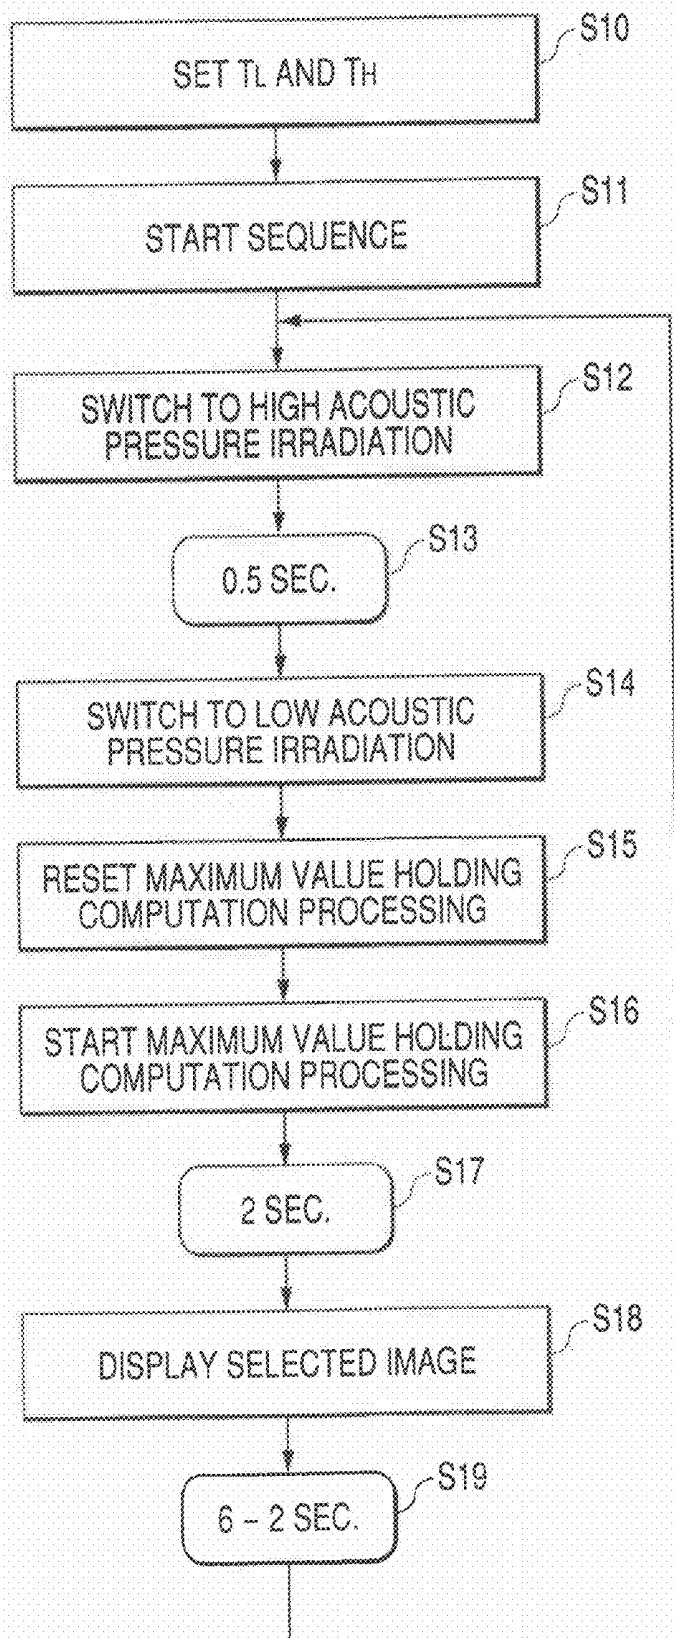 S10
SET TL AND TH
S11
START SEQUENCE
S12
SWITCH TO HIGH ACOUSTIC
PRESSURE IRRADIATION
S13
0.5 SEC.
S14
SWITCH TO LOW ACOUSTIC
PRESSURE IRRADIATION
S15
RESET MAXIMUM VALUE HOLDING
COMPUTATION PROCESSING
S16
START MAXIMUM VALUE HOLDING
COMPUTATION PROCESSING
S17
2 SEC.
S18
DISPLAY SELECTED IMAGE
S19
6 – 2 SEC.